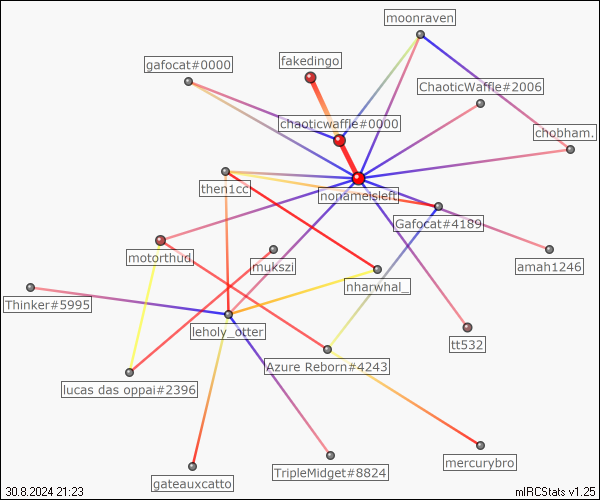 moonraven
gafocat#0000
fakedingo
ChaoticWaffle#2006
chaoticwaffle#0000
chobham.
then1cc
nonameisleft
Gafocat#4189
motorthud
mukszi
amah1246
nharwhal_
Thinker#5995
leholy_otter
tt532
Azure Reborn#4243
lucas das oppai#2396
mercurybro
TripleMidget#8824
gateauxcatto
30.8.2024 21:23
mIRCStats v1.25